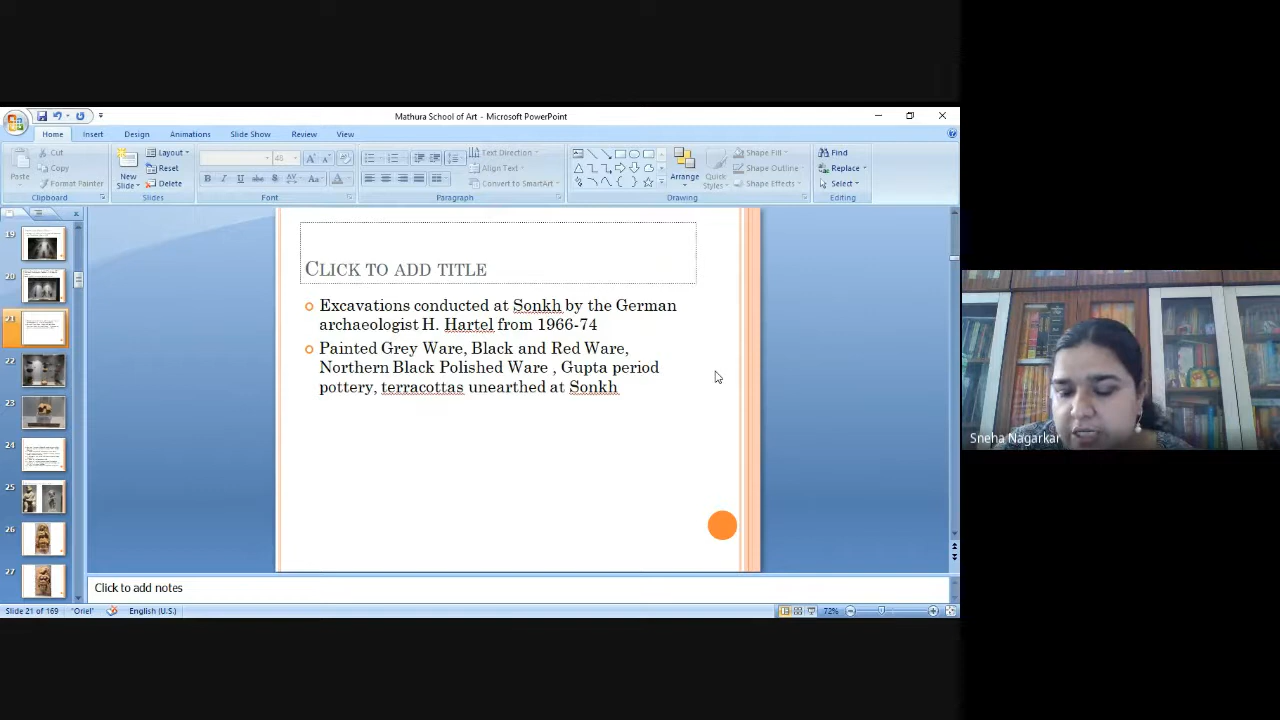 Mathura School of Art - Microsoft PowerPoint
Home Insert Design Animations Slide Show Review View
Cut
Copy
Format Painter
Paste
Clipboard
New
Slide
Layout
Reset
Delete
Slides
48
Font
Text Direction
Align Text
Convert to SmartArt
Paragraph
Arrange
Quick
Styles
Shape Fill
Shape Outline
Shape Effects
Drawing
Find
Replace
Select
Editing
19
20
21
22
23
24
25
26
27
CLICK TO ADD TITLE
Excavations conducted at Sonkh by the German
archaeologist H. Hartel from 1966-74
Painted Grey Ware, Black and Red Ware,
Northern Black Polished Ware , Gupta period
pottery, terracottas unearthed at Sonkh
Click to add notes
Slide 21 of 169 "Oriel" English (U.S.) 72%
Sneha Nagarkar